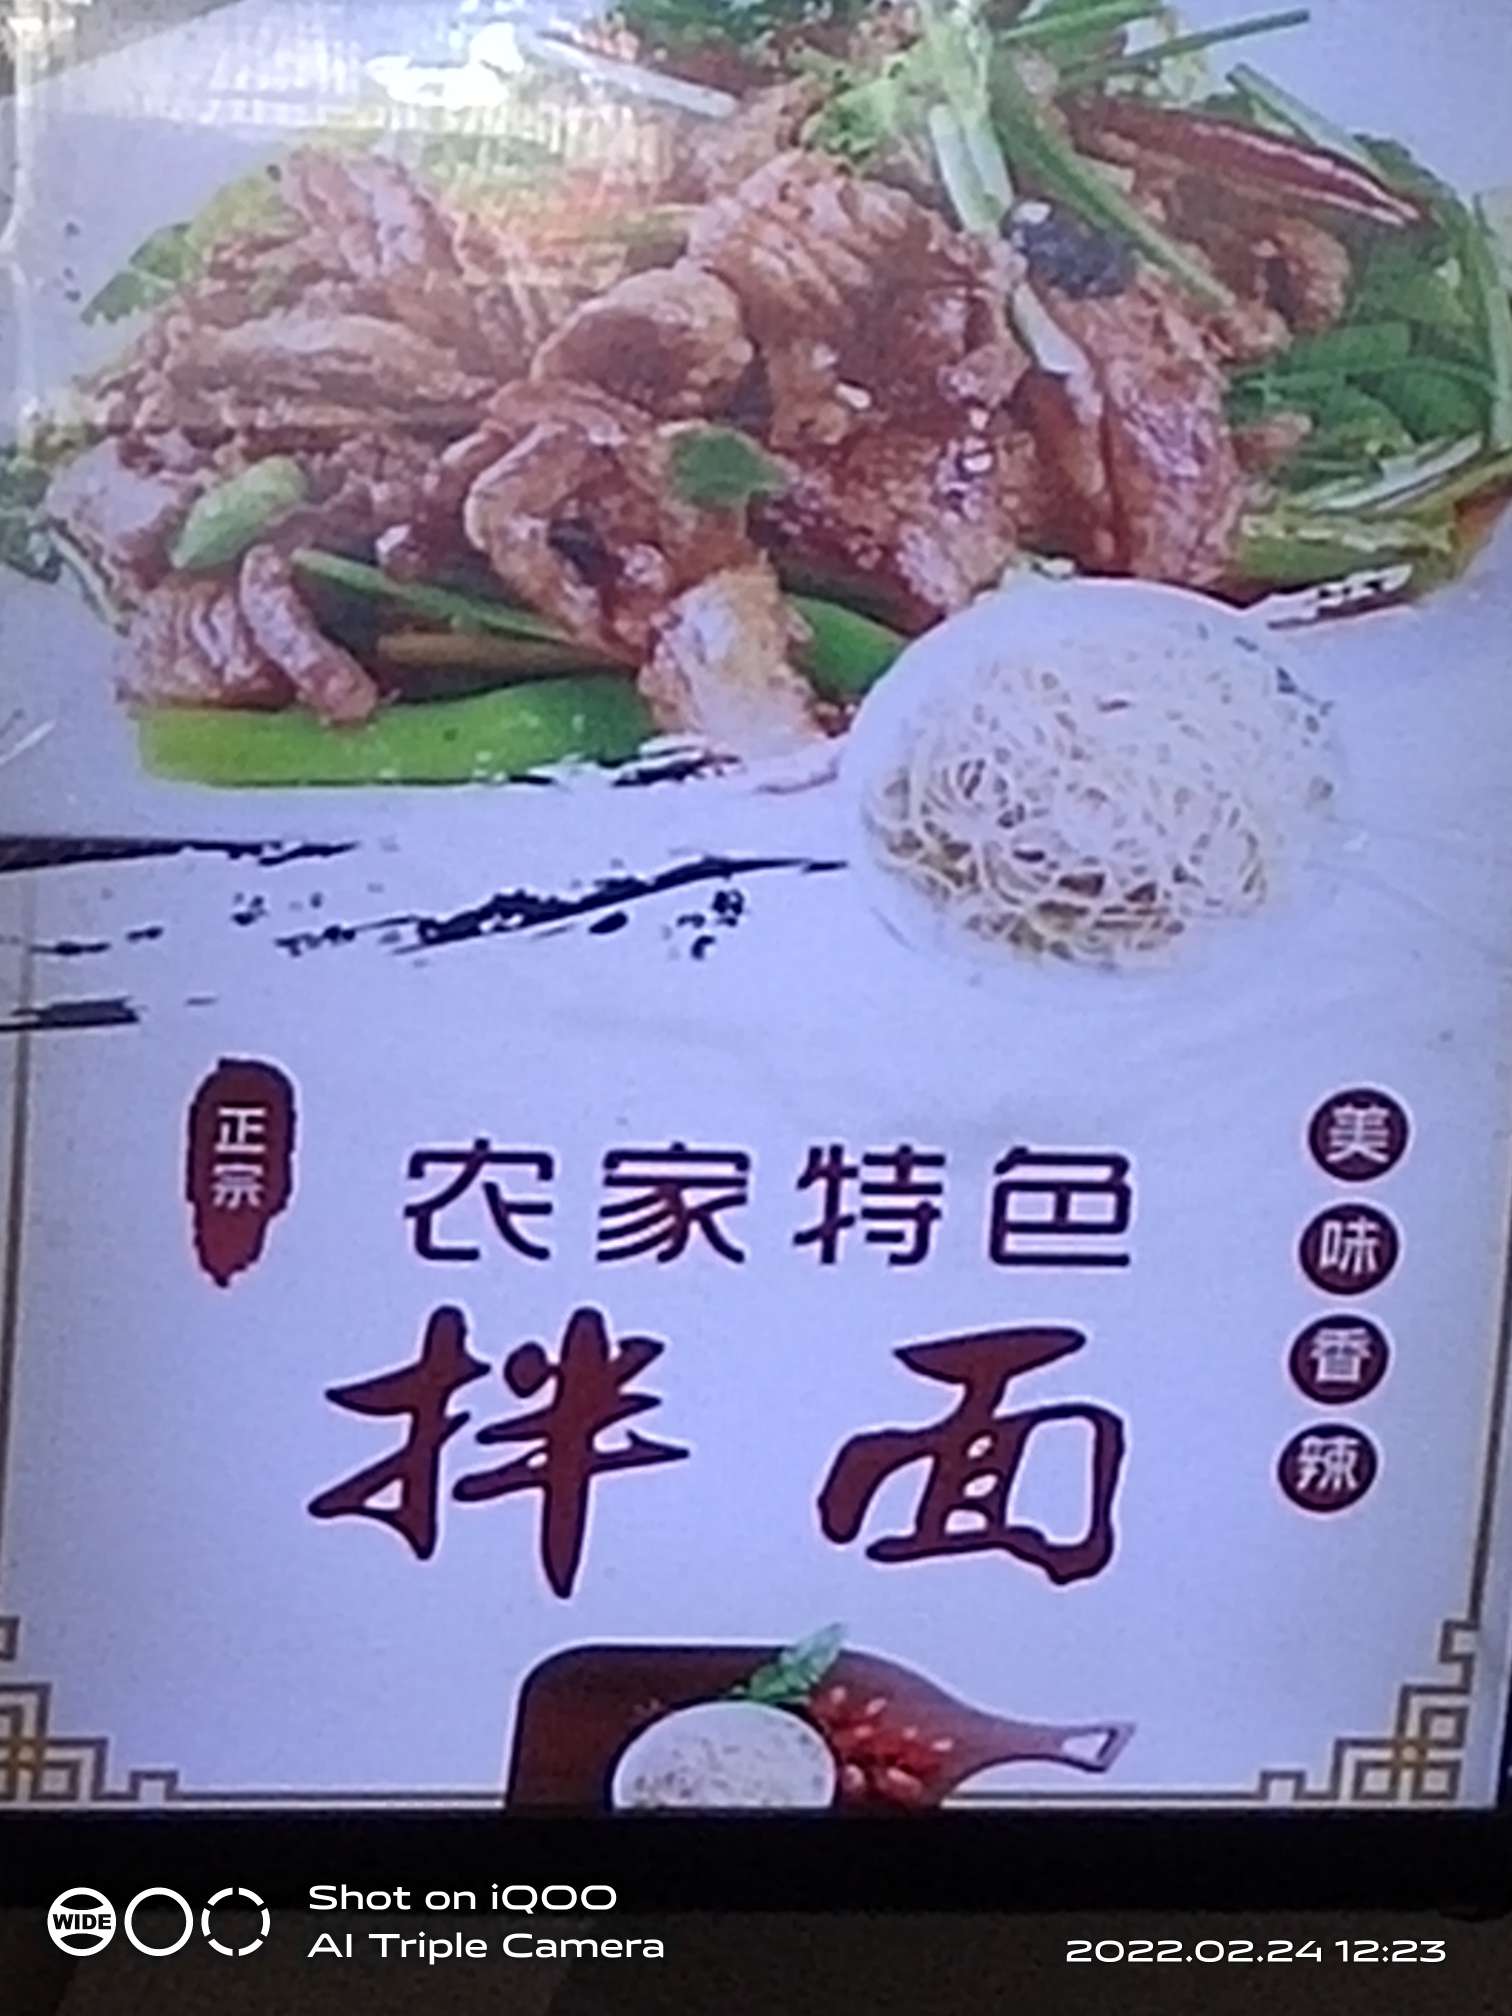 正宗
农家特色
拌面
美味香辣
WIDE
Shot on iQOO
AI Triple Camera
2022.02.24 12:23